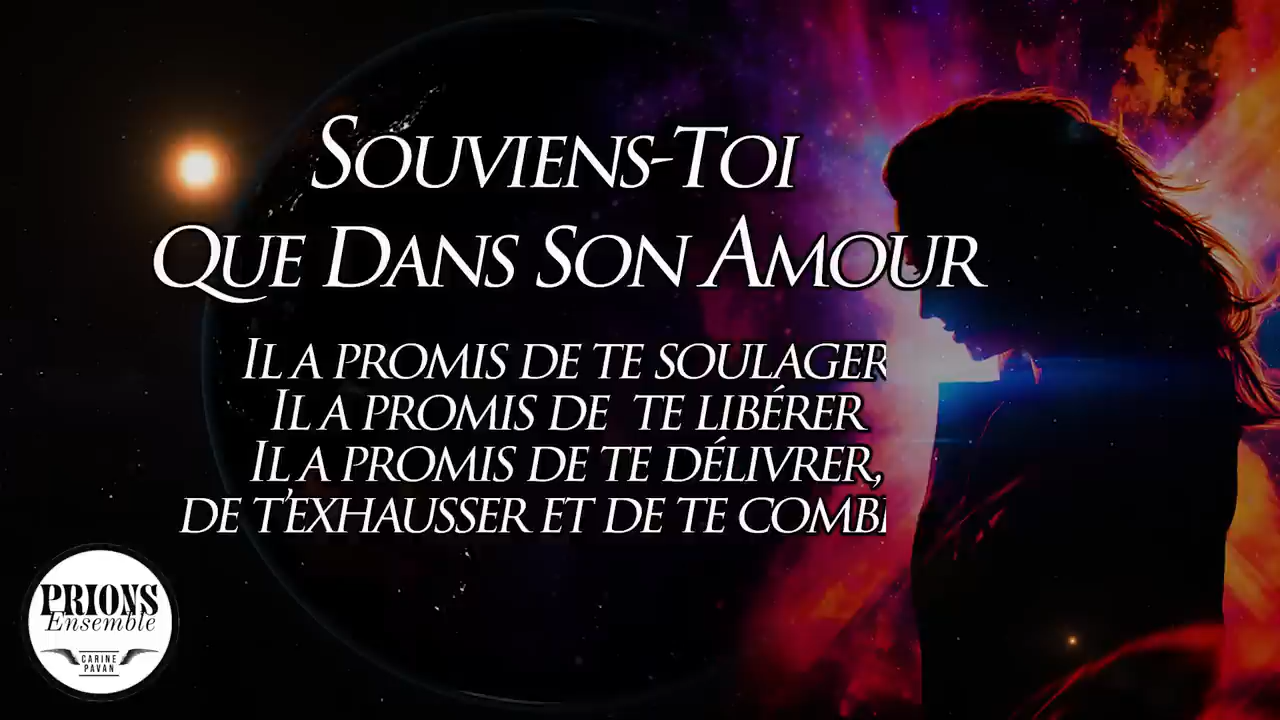 Souviens-Toi
Que Dans Son Amour
Il a promis de te soulager
Il a promis de te libérer
Il a promis de te délivrer,
de t'exhausser et de te
PRIONS
Ensemble
CARINE
PAVAN